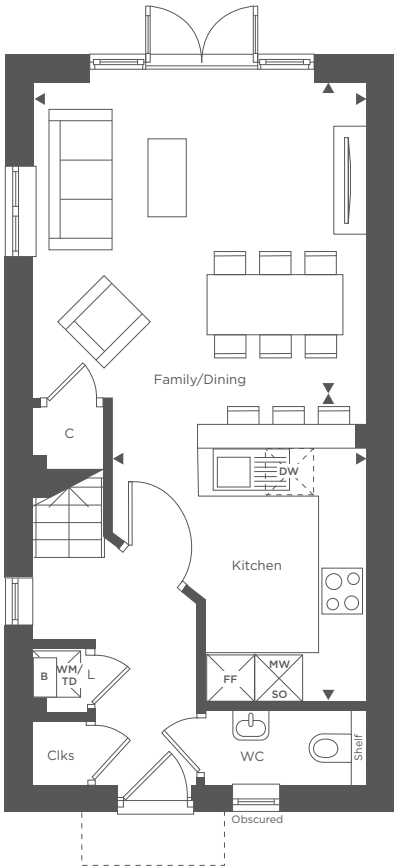 Family/Dining
C
DW
Kitchen
B
WM/
TD
L
FF
MW
SO
Clks
WC
Shelf
Obscured